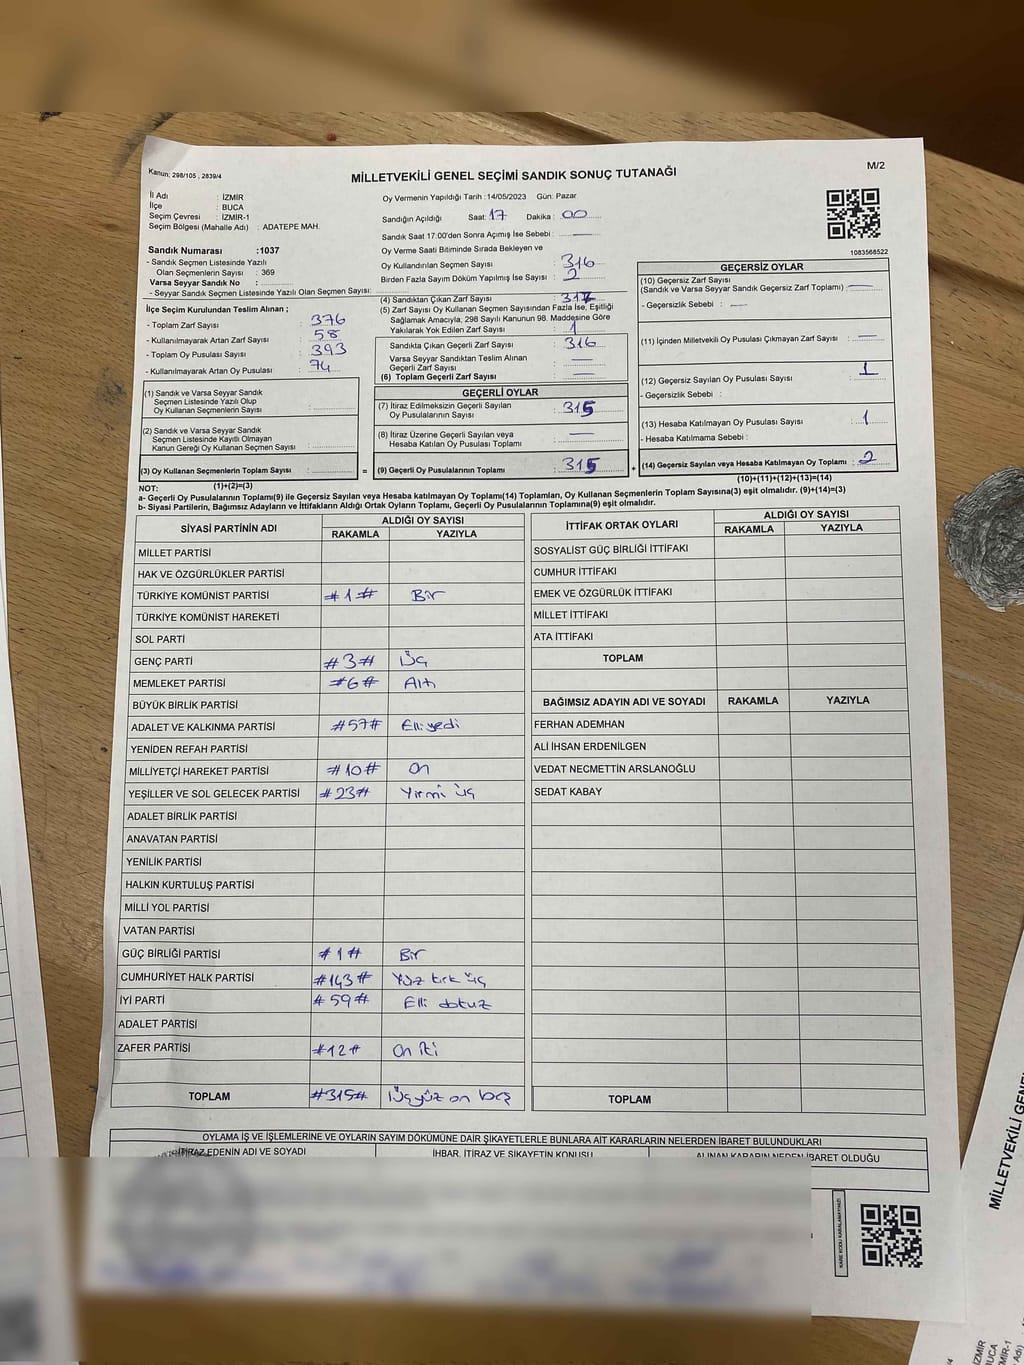 Kanun: 298/105 , 2839/4
MİLLETVEKİLİ GENEL SEÇİMİ SANDIK SONUÇ TUTANAĞI
M/2
İl Adı : İZMİR
İlçe : BUCA
Seçim Çevresi : İZMİR-1
Seçim Bölgesi (Mahalle Adı) : ADATEPE MAH.
Sandık Numarası :1037
- Sandık Seçmen Listesinde Yazılı
Olan Seçmenlerin Sayısı : 369
Varsa Seyyar Sandık No :
- Seyyar Sandık Seçmen Listesinde Yazılı Olan Seçmen Sayısı:
İlçe Seçim Kurulundan Teslim Alınan ;
- Toplam Zarf Sayısı : 376
- Kullanılmayarak Artan Zarf Sayısı : 58
- Toplam Oy Pusulası Sayısı : 393
- Kullanılmayarak Artan Oy Pusulası : 74
(1) Sandık ve Varsa Seyyar Sandık
Seçmen Listesinde Yazılı Olup
Oy Kullanan Seçmenlerin Sayısı :
(2) Sandık ve Varsa Seyyar Sandık
Seçmen Listesinde Kayıtlı Olmayan
Kanun Gereği Oy Kullanan Seçmen Sayısı :
(3) Oy Kullanan Seçmenlerin Toplam Sayısı : =
(1)+(2)=(3)
Oy Vermenin Yapıldığı Tarih :14/05/2023 Gün: Pazar
Sandığın Açıldığı Saat: 17 Dakika : 00
Sandık Saat 17:00'den Sonra Açımış İse Sebebi : —
Oy Verme Saati Bitiminde Sırada Bekleyen ve
Oy Kullandırılan Seçmen Sayısı : 316
Birden Fazla Sayım Döküm Yapılmış İse Sayısı : 2
(4) Sandıktan Çıkan Zarf Sayısı : 317
(5) Zarf Sayısı Oy Kullanan Seçmen Sayısından Fazla İse, Eşitliği
Sağlamak Amacıyla, 298 Sayılı Kanunun 98. Maddesine Göre
Yakılarak Yok Edilen Zarf Sayısı : 1
Sandıkta Çıkan Geçerli Zarf Sayısı : 316
Varsa Seyyar Sandıktan Teslim Alınan
Geçerli Zarf Sayısı : —
(6) Toplam Geçerli Zarf Sayısı : —
GEÇERLİ OYLAR
(7) İtiraz Edilmeksizin Geçerli Sayılan
Oy Pusulalarının Sayısı : 315
(8) İtiraz Üzerine Geçerli Sayılan veya
Hesaba Katılan Oy Pusulası Toplamı : —
(9) Geçerli Oy Pusulalarının Toplamı : 315 +
1083568522
GEÇERSİZ OYLAR
(10) Geçersiz Zarf Sayısı
(Sandık ve Varsa Seyyar Sandık Geçersiz Zarf Toplamı) : —
- Geçersizlik Sebebi : —
(11) İçinden Milletvekili Oy Pusulası Çıkmayan Zarf Sayısı : —
(12) Geçersiz Sayılan Oy Pusulası Sayısı : 1
- Geçersizlik Sebebi :
(13) Hesaba Katılmayan Oy Pusulası Sayısı : 1
- Hesaba Katılmama Sebebi :
(14) Geçersiz Sayılan veya Hesaba Katılmayan Oy Toplamı : 2
(10)+(11)+(12)+(13)=(14)
NOT:
a- Geçerli Oy Pusulalarının Toplamı(9) ile Geçersiz Sayılan veya Hesaba katılmayan Oy Toplamı(14) Toplamları, Oy Kullanan Seçmenlerin Toplam Sayısına(3) eşit olmalıdır. (9)+(14)=(3)
b- Siyasi Partilerin, Bağımsız Adayların ve İttifakların Aldığı Ortak Oyların Toplamı, Geçerli Oy Pusulalarının Toplamına(9) eşit olmalıdır.
SİYASİ PARTİNİN ADI ALDIĞI OY SAYISI
RAKAMLA YAZIYLA
MİLLET PARTİSİ
HAK VE ÖZGÜRLÜKLER PARTİSİ
TÜRKİYE KOMÜNİST PARTİSİ #1# Bir
TÜRKİYE KOMÜNİST HAREKETİ
SOL PARTİ
GENÇ PARTİ #3# Üç
MEMLEKET PARTİSİ #6# Altı
BÜYÜK BİRLİK PARTİSİ
ADALET VE KALKINMA PARTİSİ #57# Elli yedi
YENİDEN REFAH PARTİSİ
MİLLİYETÇİ HAREKET PARTİSİ #10# On
YEŞİLLER VE SOL GELECEK PARTİSİ #23# Yirmi üç
ADALET BİRLİK PARTİSİ
ANAVATAN PARTİSİ
YENİLİK PARTİSİ
HALKIN KURTULUŞ PARTİSİ
MİLLİ YOL PARTİSİ
VATAN PARTİSİ
GÜÇ BİRLİĞİ PARTİSİ #1# Bir
CUMHURİYET HALK PARTİSİ #143# Yüz kırk üç
İYİ PARTİ #59# Elli dokuz
ADALET PARTİSİ
ZAFER PARTİSİ #12# On iki
TOPLAM #315# Üçyüz on beş
İTTİFAK ORTAK OYLARI ALDIĞI OY SAYISI
RAKAMLA YAZIYLA
SOSYALİST GÜÇ BİRLİĞİ İTTİFAKI
CUMHUR İTTİFAKI
EMEK VE ÖZGÜRLÜK İTTİFAKI
MİLLET İTTİFAKI
ATA İTTİFAKI
TOPLAM
BAĞIMSIZ ADAYIN ADI VE SOYADI RAKAMLA YAZIYLA
FERHAN ADEMHAN
ALİ İHSAN ERDENİLGEN
VEDAT NECMETTİN ARSLANOĞLU
SEDAT KABAY
TOPLAM
OYLAMA İŞ VE İŞLEMLERİNE VE OYLARIN SAYIM DÖKÜMÜNE DAİR ŞİKAYETLERLE BUNLARA AİT KARARLARIN NELERDEN İBARET BULUNDUKLARI
İTİRAZ EDENİN ADI VE SOYADI İHBAR, İTİRAZ VE ŞİKAYETİN KONUSU ALINAN KARARIN NEDEN İBARET OLDUĞU
KARE KODU KARALAMAYINIZ!
MİLLETVEKİLİ GENEL
İZMİR
BUCA